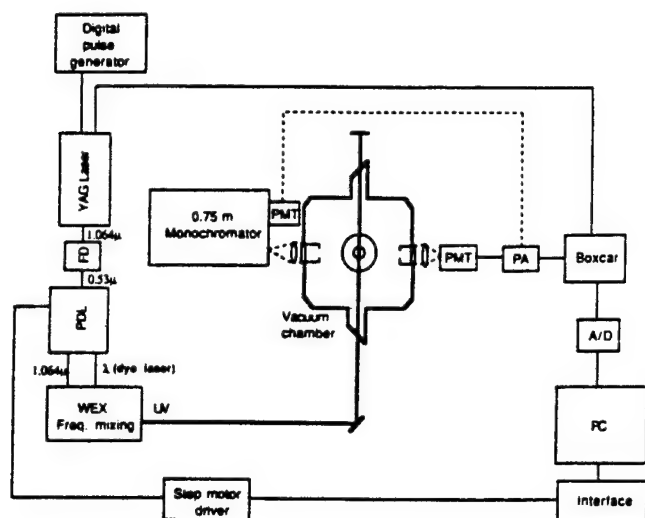 Digital
pulse
generator
YAG Laser
1.064μ
FD
0.53μ
PDL
1.064μ
λ (dye laser)
WEX
Freq. mixing
UV
0.75 m
Monochromator
PMT
Vacuum
chamber
PMT
PA
Boxcar
A/D
PC
Interface
Step motor
driver